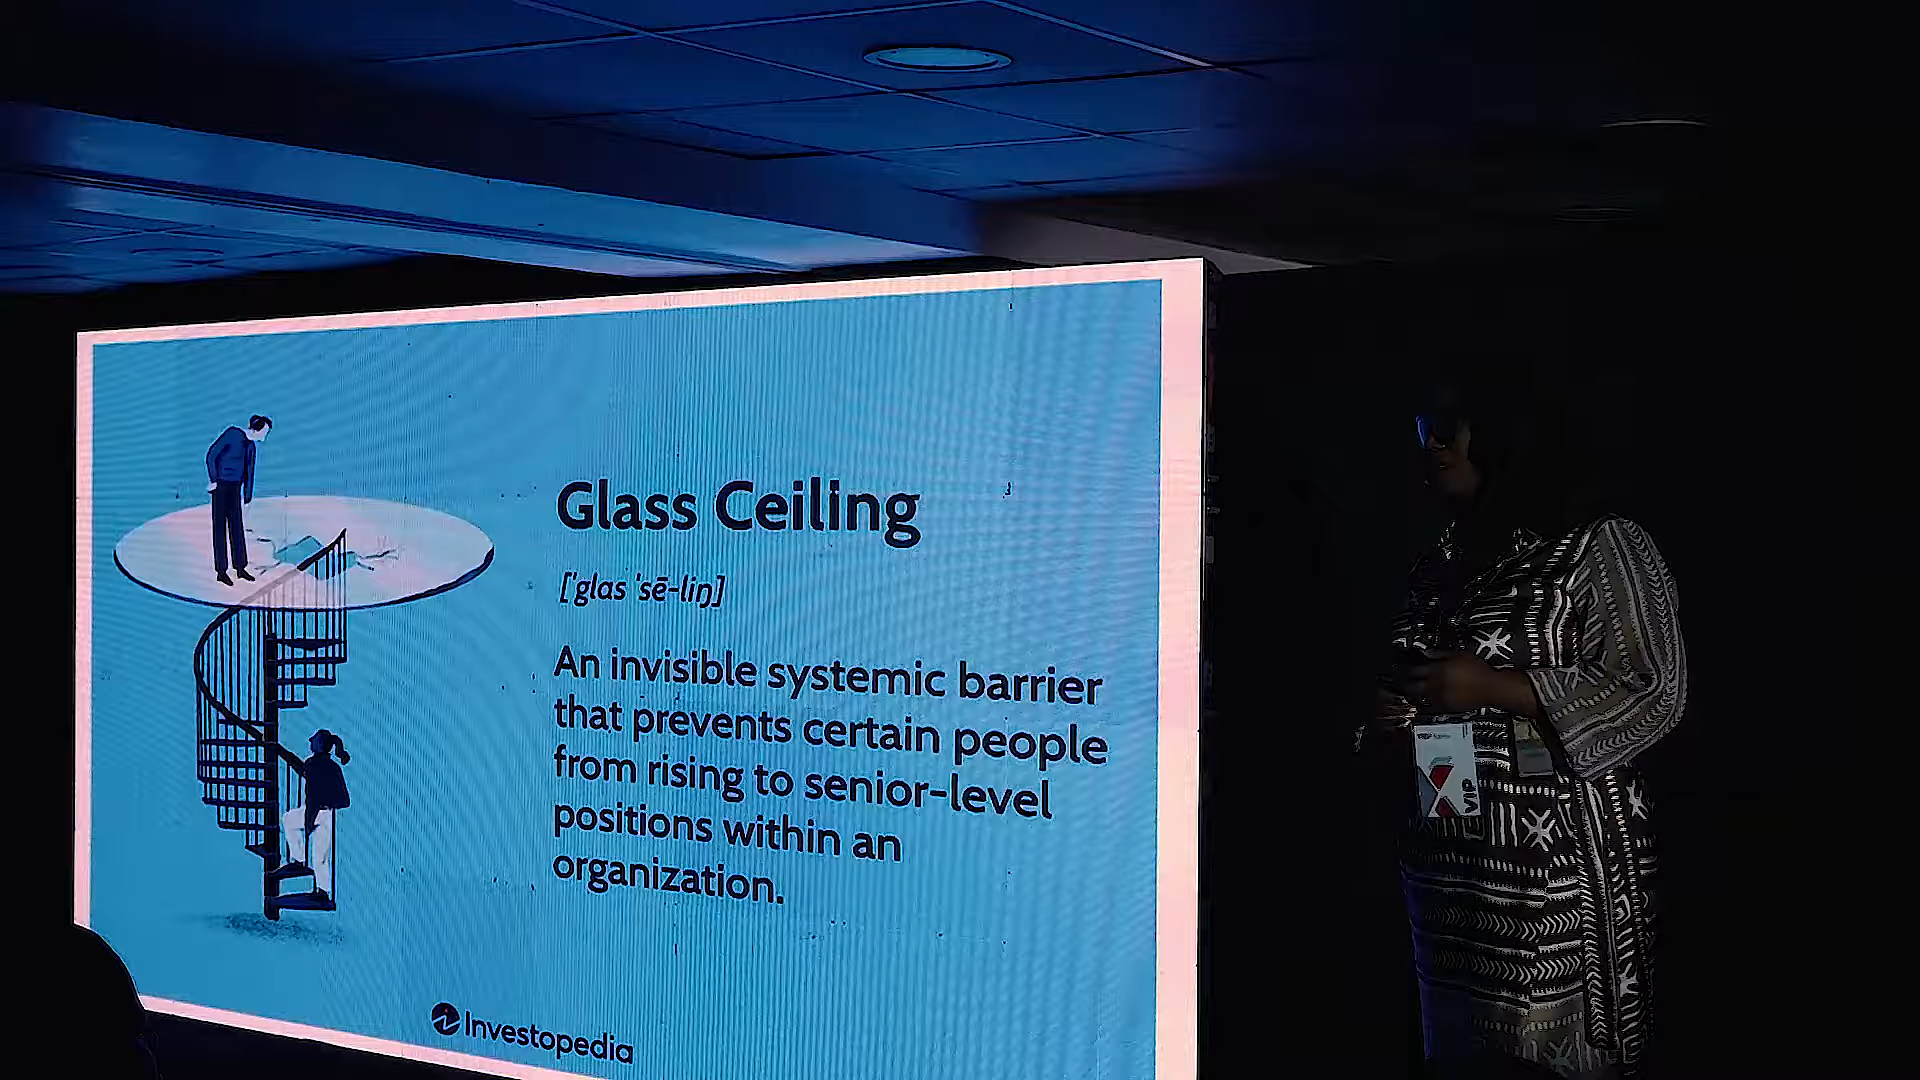 Glass Ceiling
['glas 'sē-liŋ]
An invisible systemic barrier
that prevents certain people
from rising to senior-level
positions within an
organization.
Investopedia
VIP